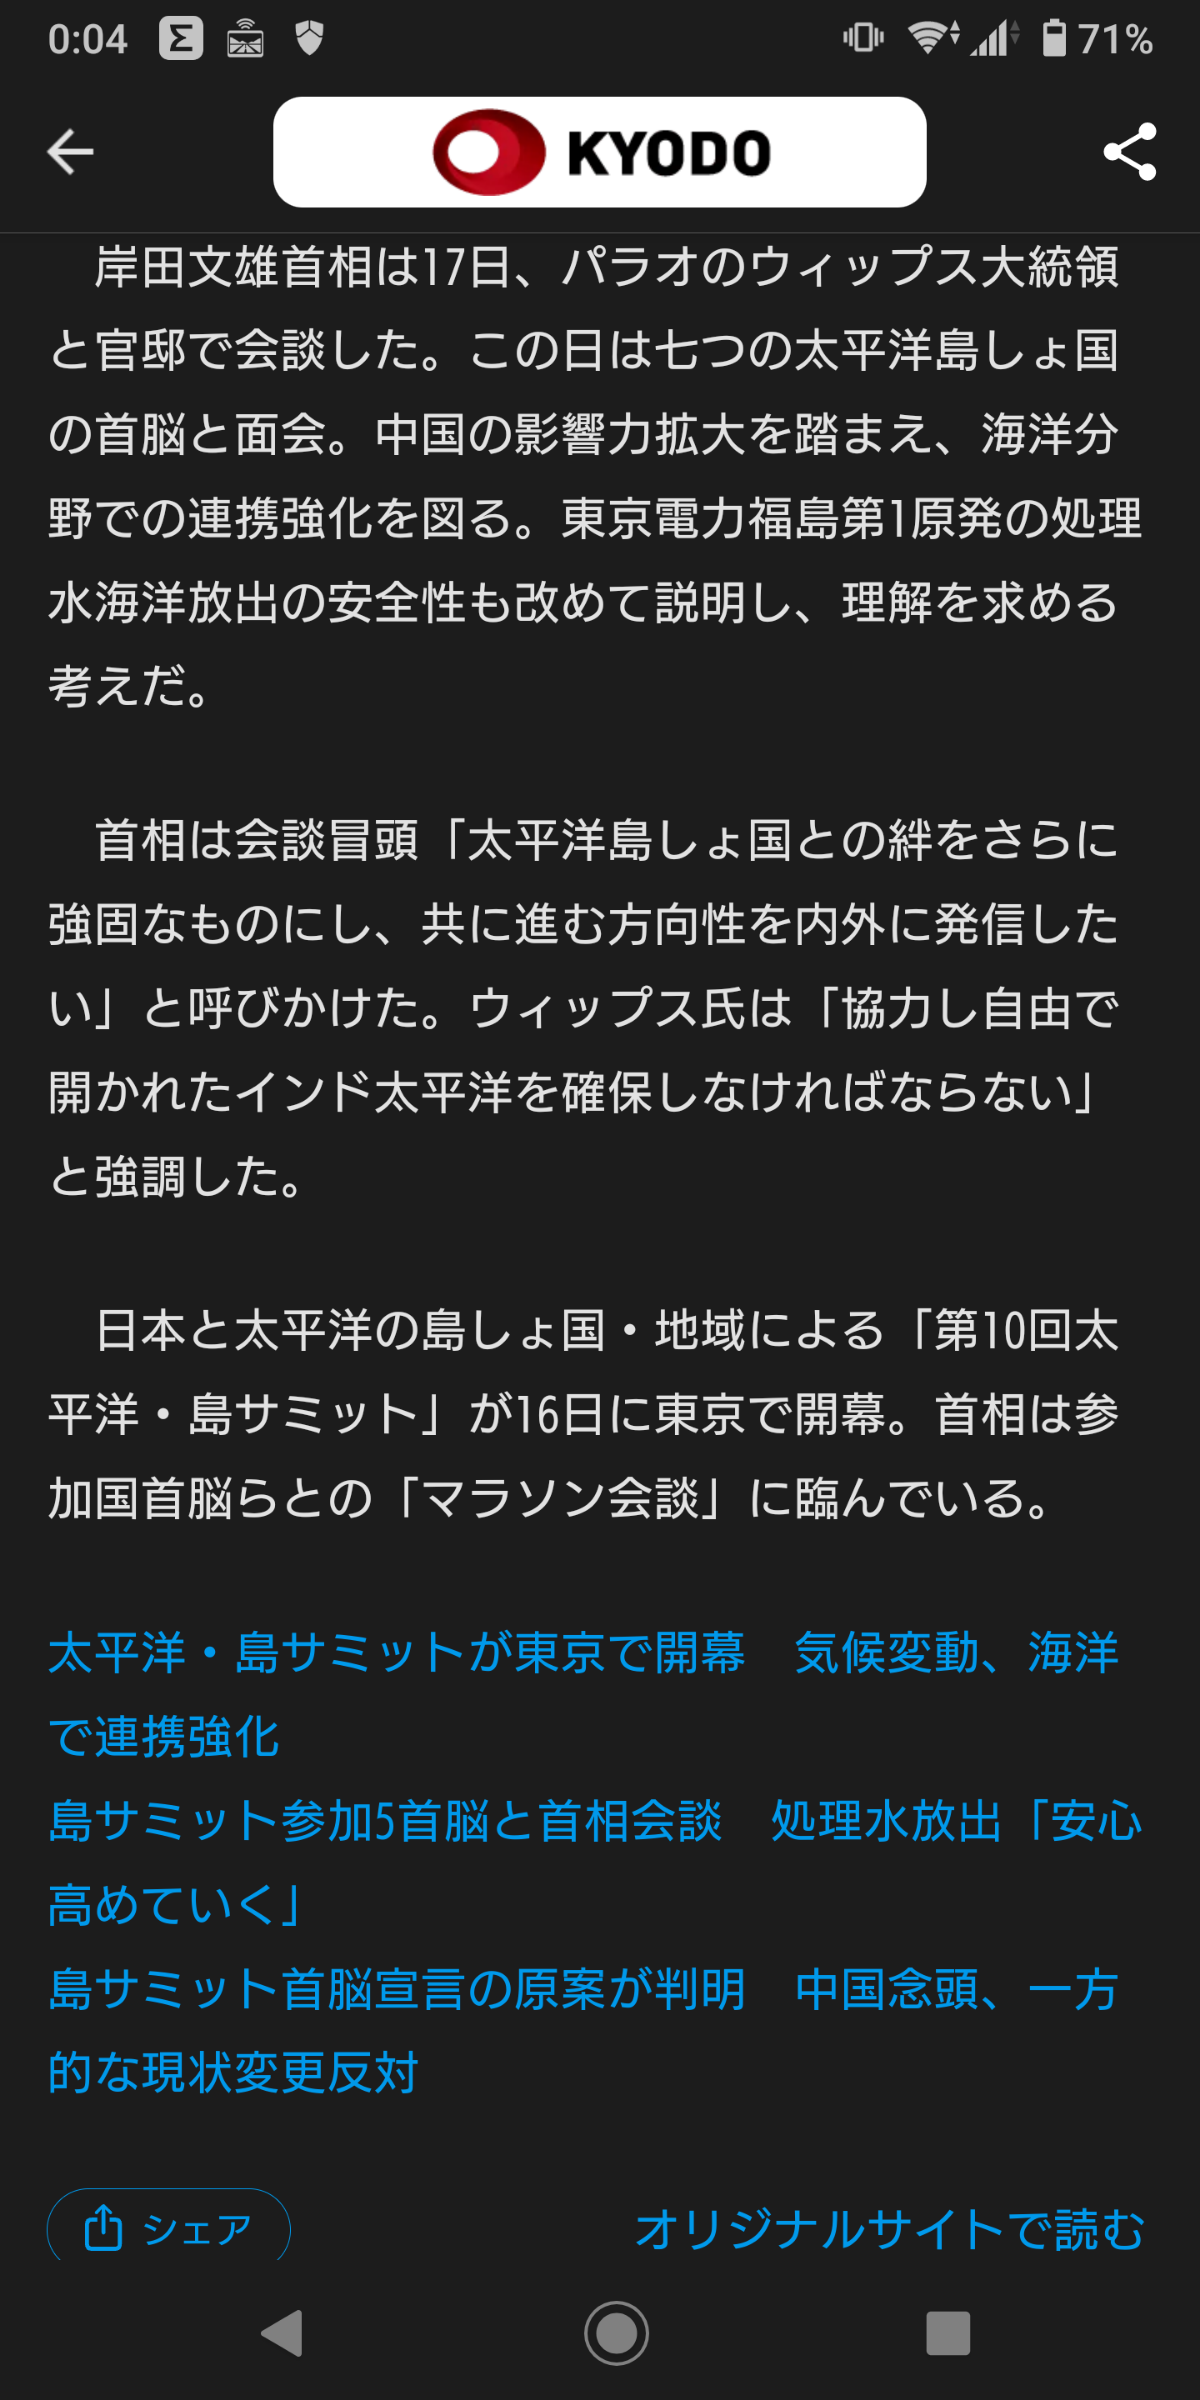 0:04
71%
KYODO
岸田文雄首相は17日、パラオのウィップス大統領
と官邸で会談した。この日は七つの太平洋島しょ国
の首脳と面会。中国の影響力拡大を踏まえ、海洋分
野での連携強化を図る。東京電力福島第1原発の処理
水海洋放出の安全性も改めて説明し、理解を求める
考えだ。
首相は会談冒頭「太平洋島しょ国との絆をさらに
強固なものにし、共に進む方向性を内外に発信した
い」と呼びかけた。ウィップス氏は「協力し自由で
開かれたインド太平洋を確保しなければならない」
と強調した。
日本と太平洋の島しょ国・地域による「第10回太
平洋・島サミット」が16日に東京で開幕。首相は参
加国首脳らとの「マラソン会談」に臨んでいる。
太平洋・島サミットが東京で開幕　気候変動、海洋
で連携強化
島サミット参加5首脳と首相会談　処理水放出「安心
高めていく」
島サミット首脳宣言の原案が判明　中国念頭、一方
的な現状変更反対
シェア
オリジナルサイトで読む